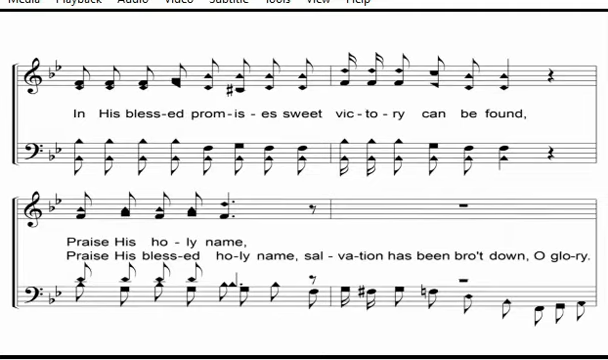 Media Playback Audio Video Subtitle Tools View Help
In His bless-ed prom-is-es sweet vic-to-ry can be found,
Praise His ho-ly name,
Praise His bless-ed ho-ly name, sal-va-tion has been bro't down, O glo-ry.